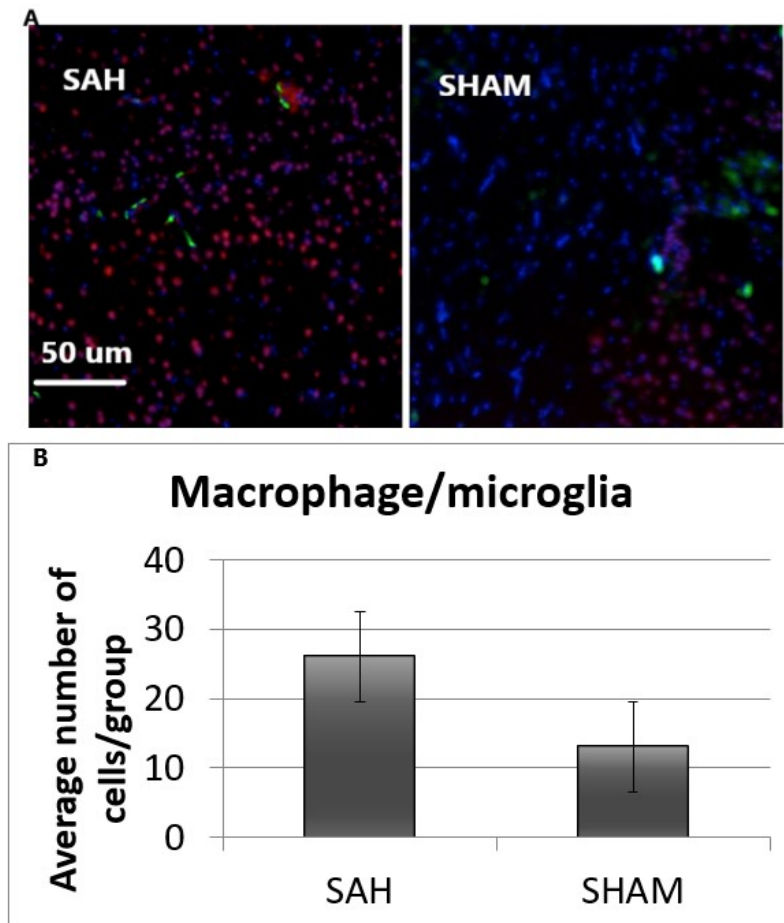 A
SAH
SHAM
50 um
B
Macrophage/microglia
Average number of
cells/group
40
30
20
10
0
SAH
SHAM